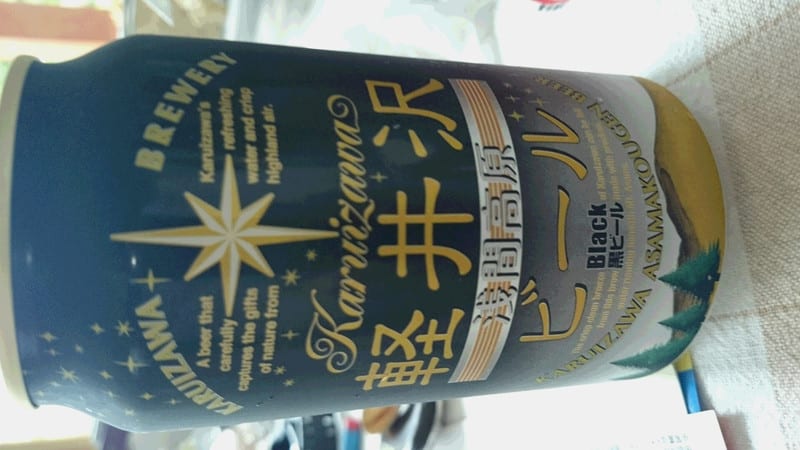 KARUIZAWA BREWERY
A beer that
carefully
captures the gifts
of nature from
Karuizawa's
refreshing
water and crisp
highland air.
Karuizawa
軽井沢
浅間高原
ビール
Black
黒ビール
KARUIZAWA ASAMAKOUGEN BEER